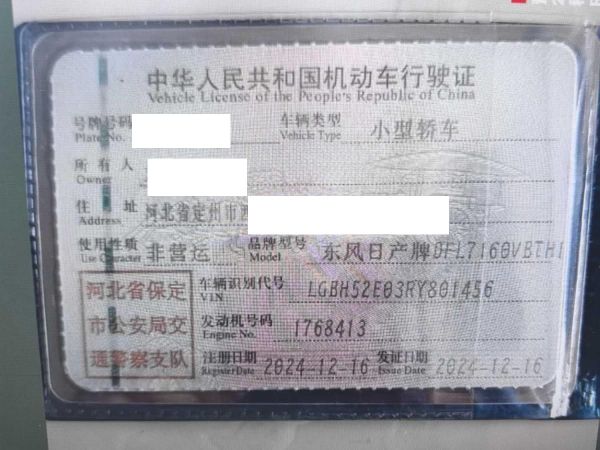 中华人民共和国机动车行驶证
Vehicle License of the People's Republic of China
号牌号码 车辆类型 小型轿车
Plate No. Vehicle Type
所有人
Owner
住址 河北省定州市
Address
使用性质 非营运 品牌型号 东风日产牌DFL7160VBTH1
Use Character Model
河北省保定 车辆识别代号 LGBH52E03RY801456
VIN
市公安局交 发动机号码 1768413
Engine No.
通警察支队 注册日期 2024-12-16 发证日期 2024-12-16
Register Date Issue Date